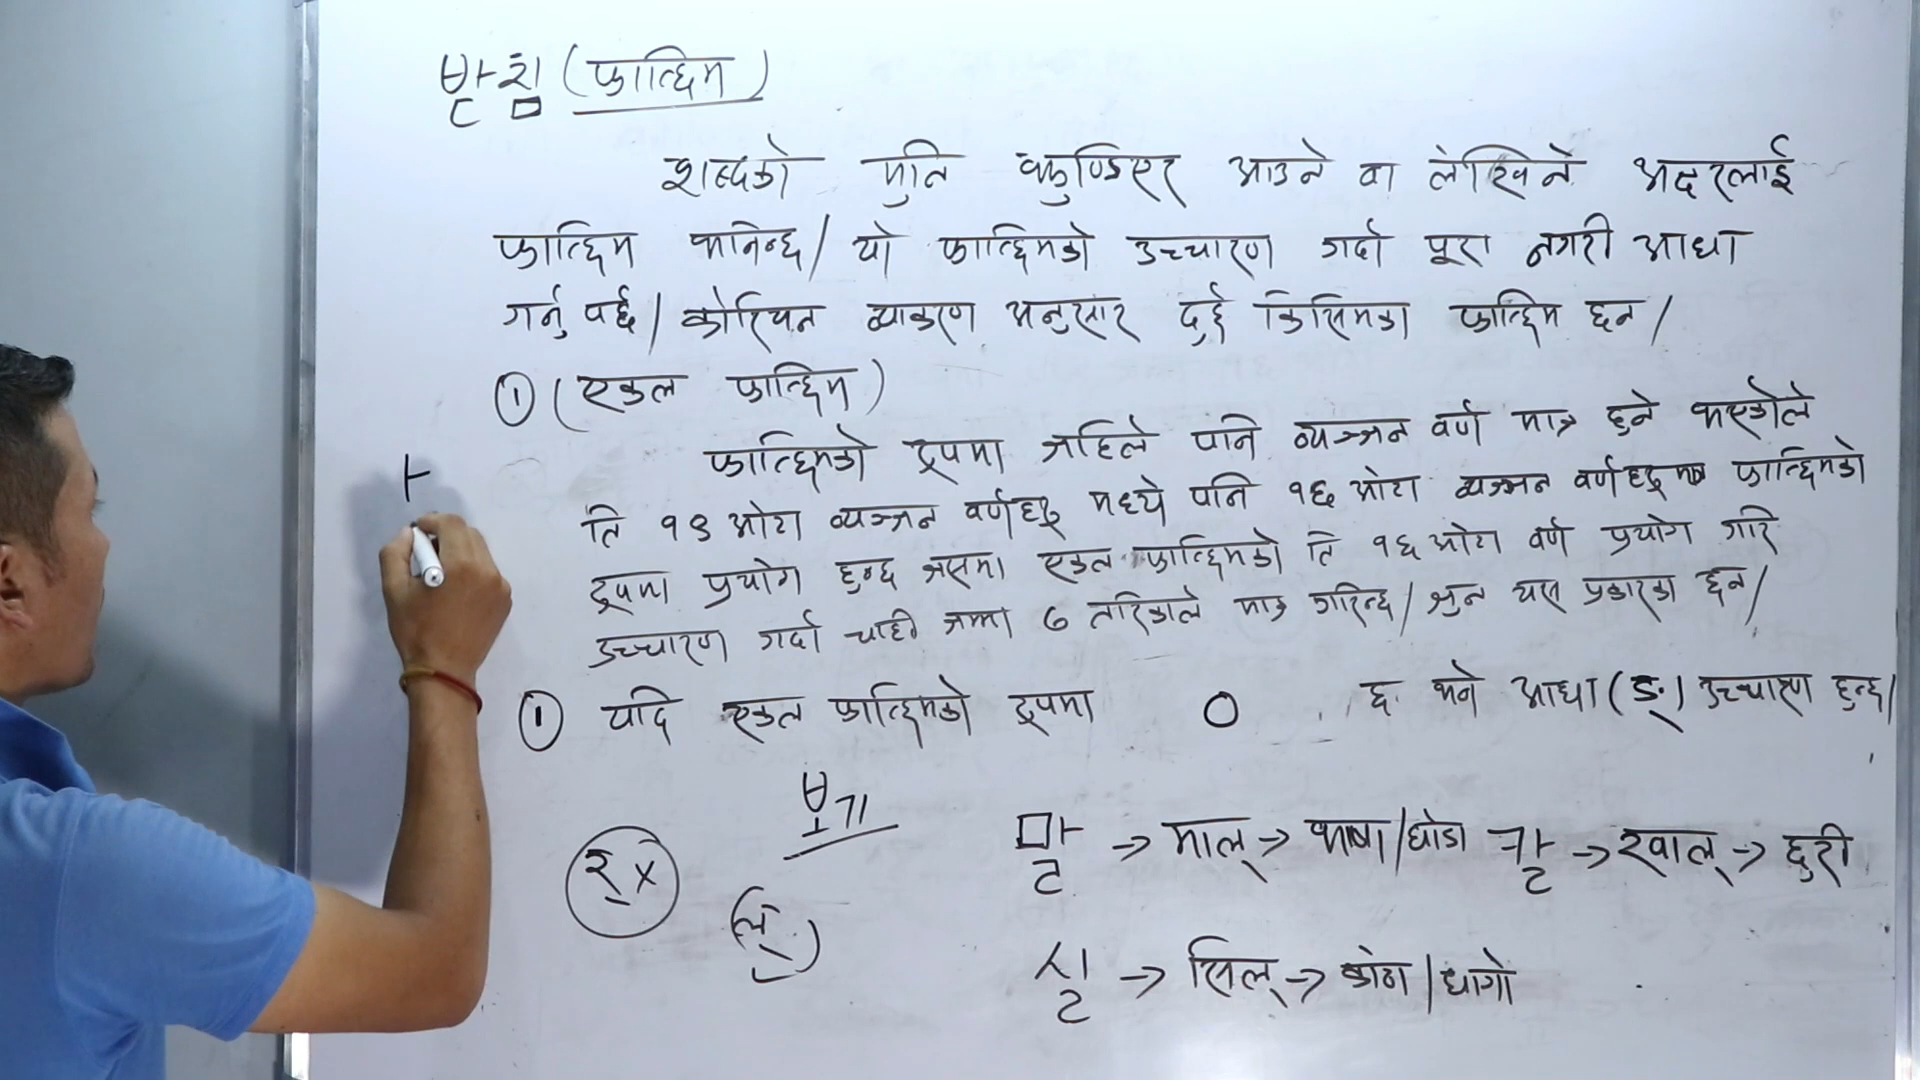 받침 (फात्छिम)
शब्दको मुनि झुण्डिएर आउने वा लेखिने अक्षरलाई
फात्छिम भनिन्छ / यो फात्छिमको उच्चारण गर्दा पूरा नगरी आधा
गर्नु पर्छ / कोरियन व्याकरण अनुसार दुई किसिमका फात्छिम छन /
① (एकल फात्छिम)
फात्छिमको रूपमा जहिले पनि व्यञ्जन वर्ण मात्र हुने भएकोले
ति १९ ओटा व्यञ्जन वर्णहरू मध्ये पनि १६ ओटा व्यञ्जन वर्णहरूमात्र फात्छिमको
रूपमा प्रयोग हुन्छ जसमा एकल फात्छिमको ति १६ ओटा वर्ण प्रयोग गरि
उच्चारण गर्दा चाही जम्मा ७ तरिकाले मात्र गरिन्छ / जुन यस प्रकारका छन /
ㅏ
① यदि एकल फात्छिमको रूपमा ㅇ छ भने आधा (ङ्) उच्चारण हुन्छ /
보기
र् x
말 → माल् → भाषा / घोडा 칼 → खाल् → छुरी
(ल्)
실 → सिल् → कोठा / धागो